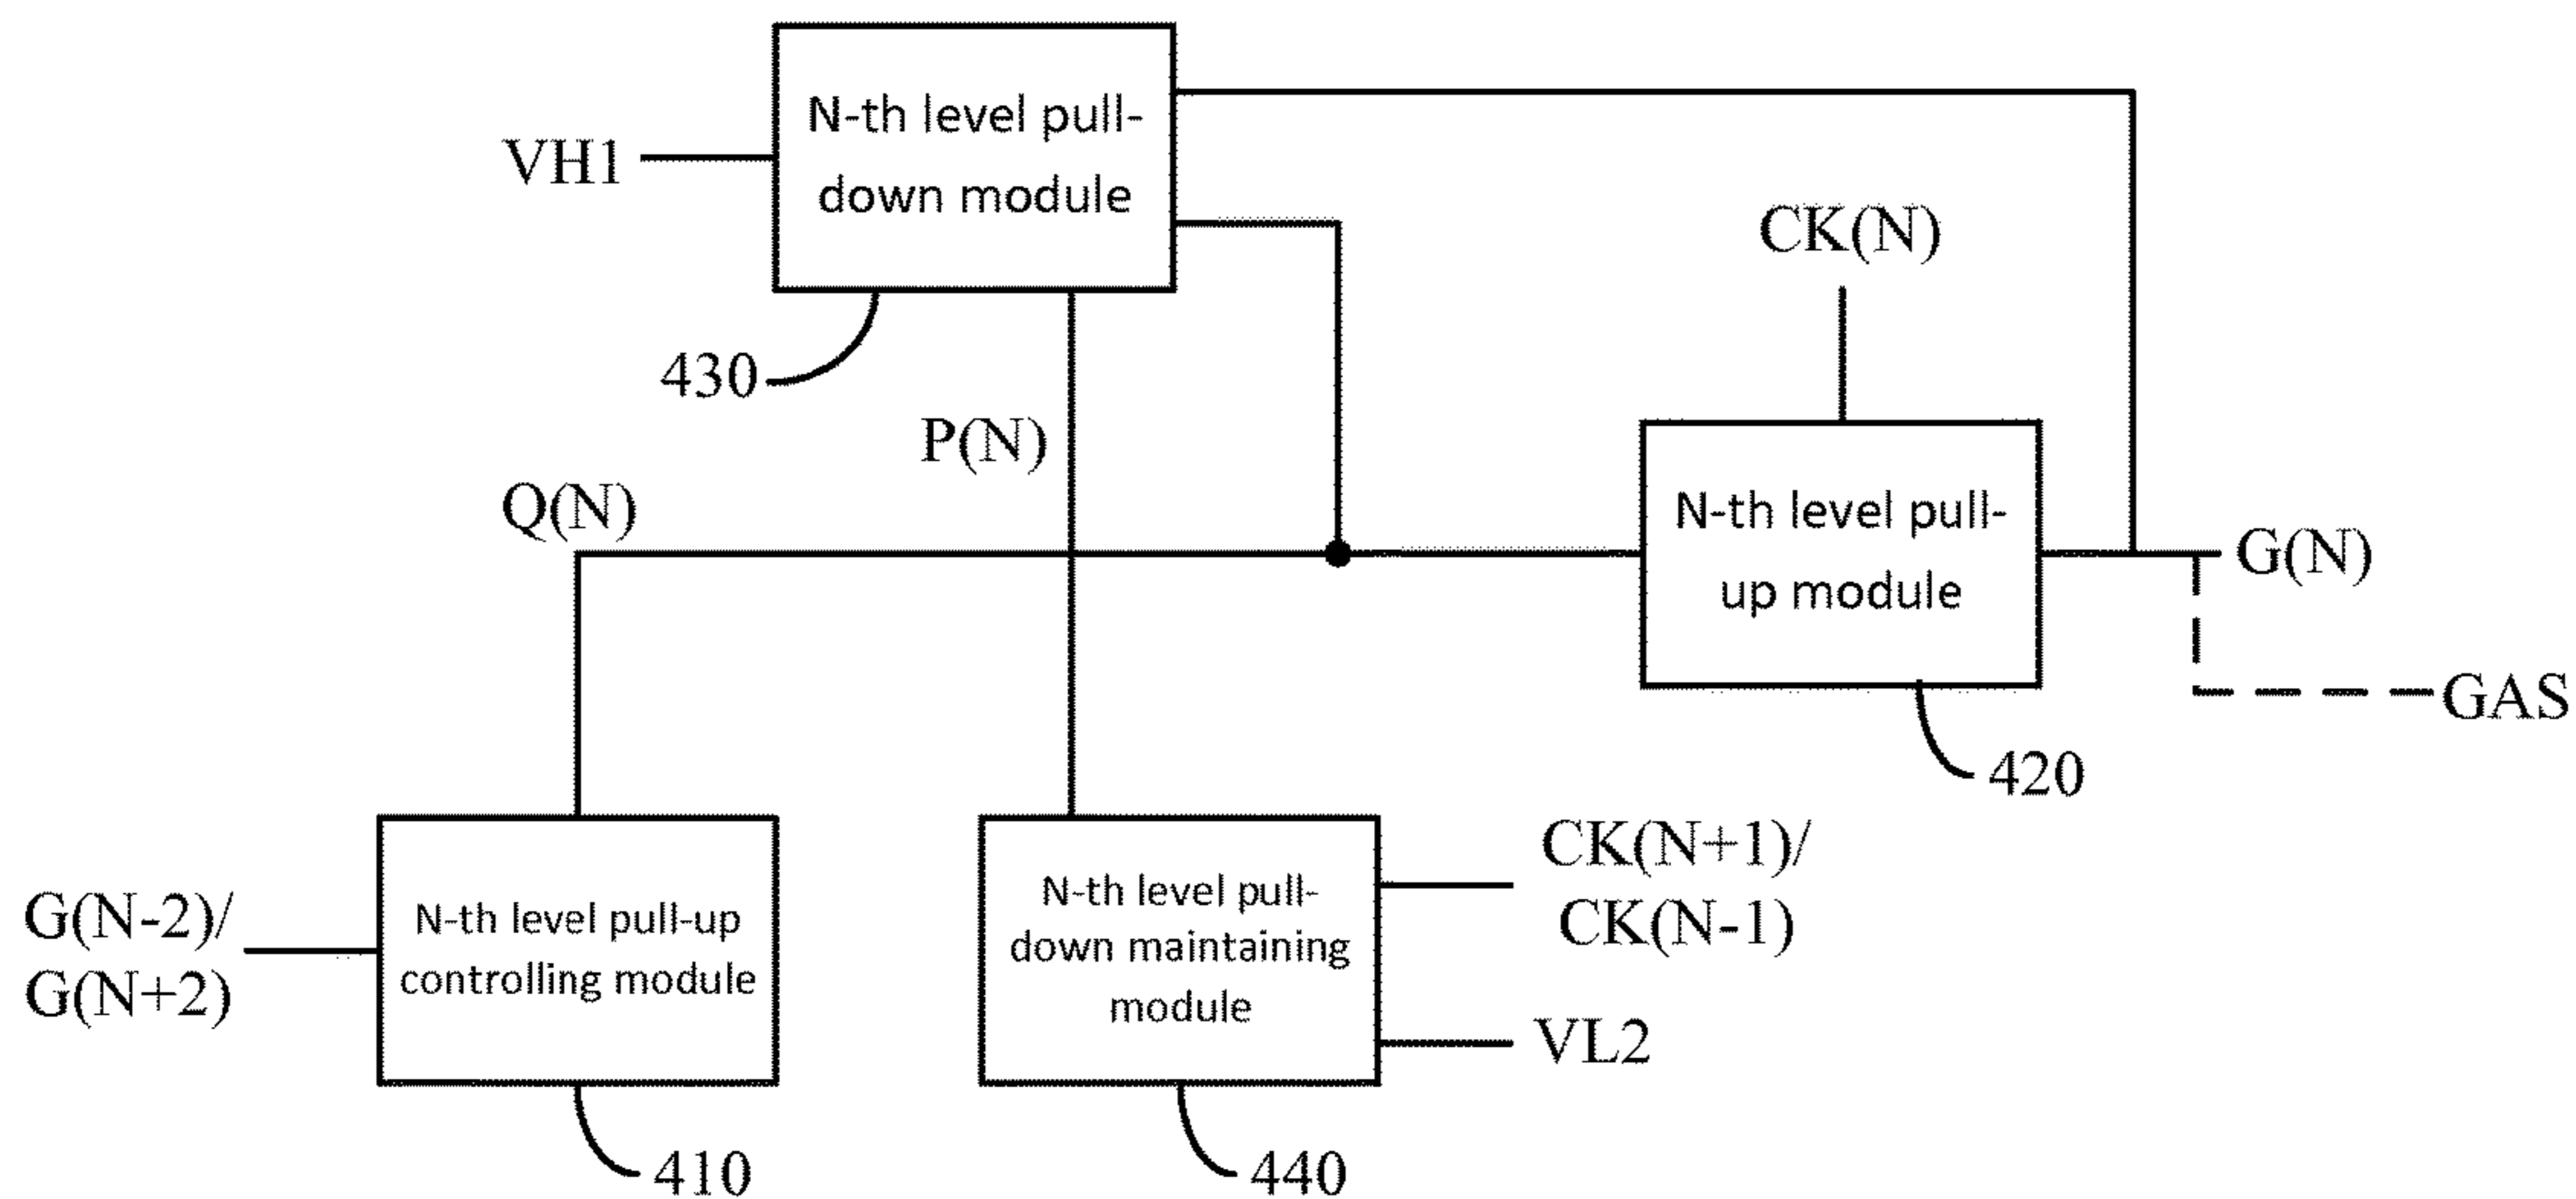 N-th level pull-
down module
VH1
CK(N)
430
P(N)
Q(N)
N-th level pull-
up module
G(N)
GAS
420
G(N-2)/
G(N+2)
N-th level pull-up
controlling module
N-th level pull-
down maintaining
module
CK(N+1)/
CK(N-1)
VL2
410
440